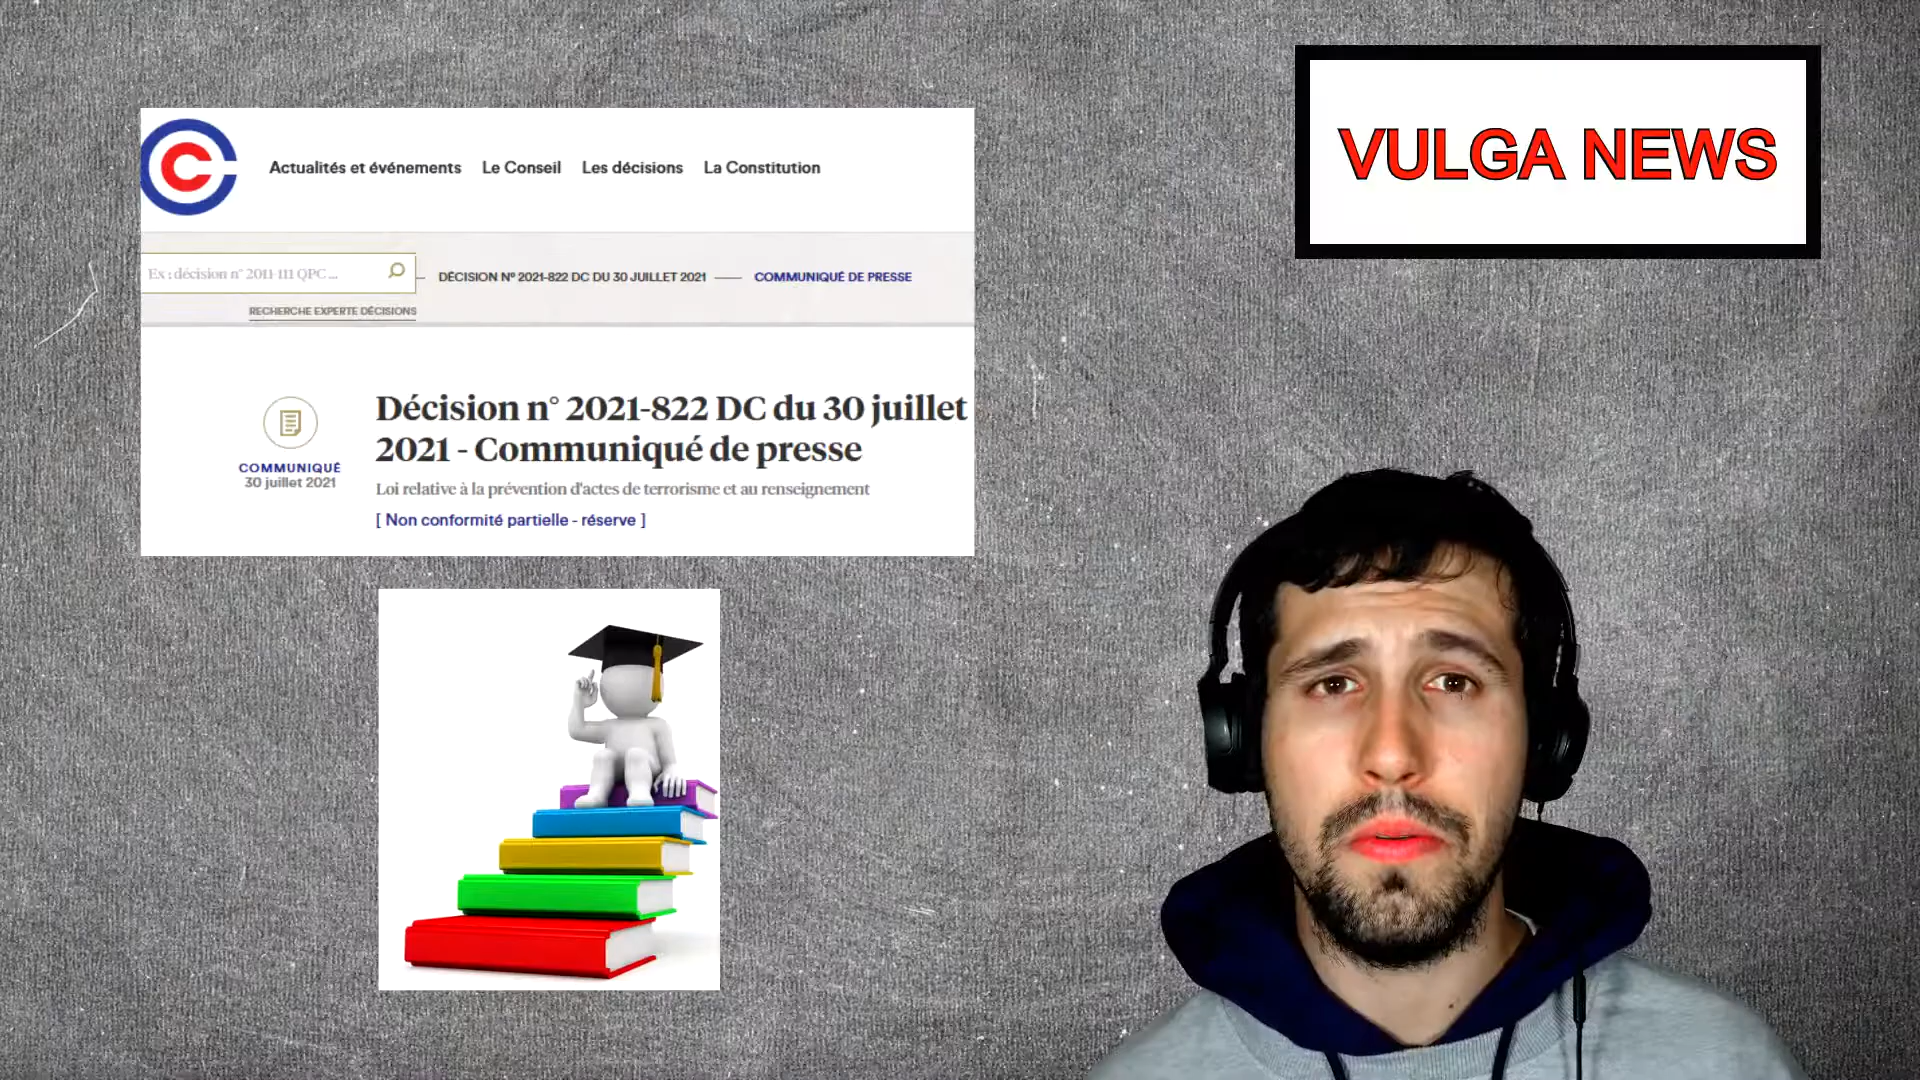 VULGA NEWS
Actualités et événements Le Conseil Les décisions La Constitution
Ex : décision n° 2011-111 QPC ...
DÉCISION N° 2021-822 DC DU 30 JUILLET 2021 COMMUNIQUÉ DE PRESSE
RECHERCHE EXPERTE DÉCISIONS
Décision n° 2021-822 DC du 30 juillet
2021 - Communiqué de presse
COMMUNIQUÉ
30 juillet 2021
Loi relative à la prévention d'actes de terrorisme et au renseignement
[ Non conformité partielle - réserve ]